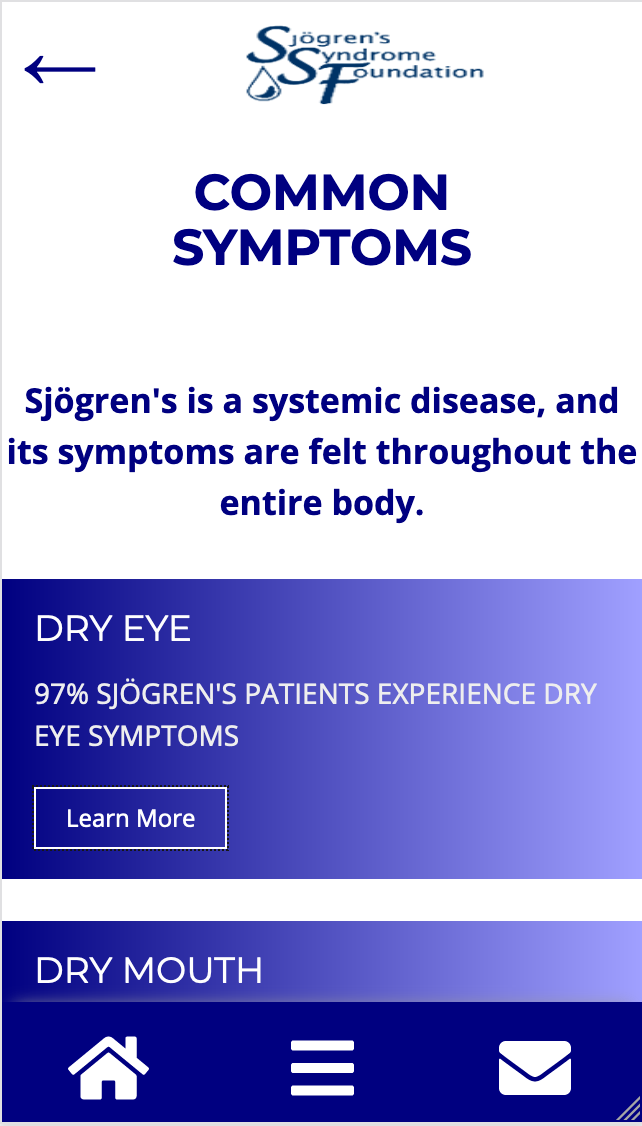 Sjögren's
Syndrome
Foundation
COMMON
SYMPTOMS
Sjögren's is a systemic disease, and
its symptoms are felt throughout the
entire body.
DRY EYE
97% SJÖGREN'S PATIENTS EXPERIENCE DRY
EYE SYMPTOMS
Learn More
DRY MOUTH